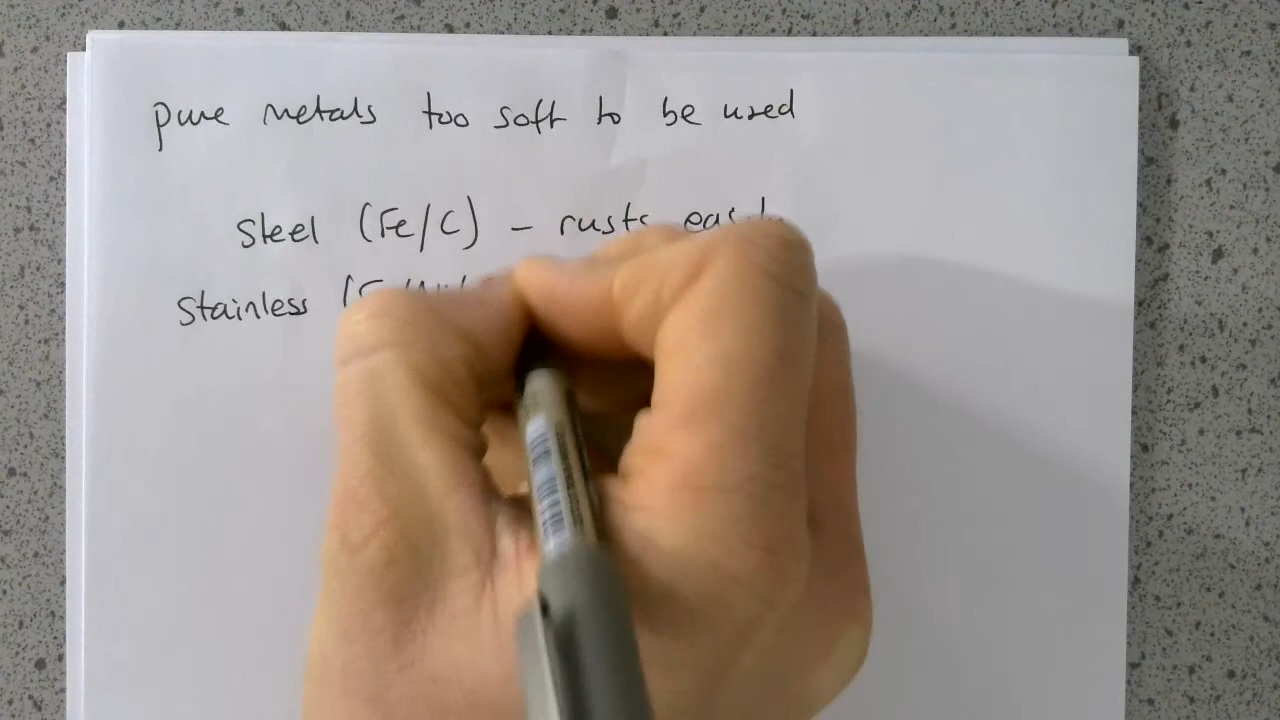 pure metals too soft to be used
Steel (Fe/C) - rusts
Stainless